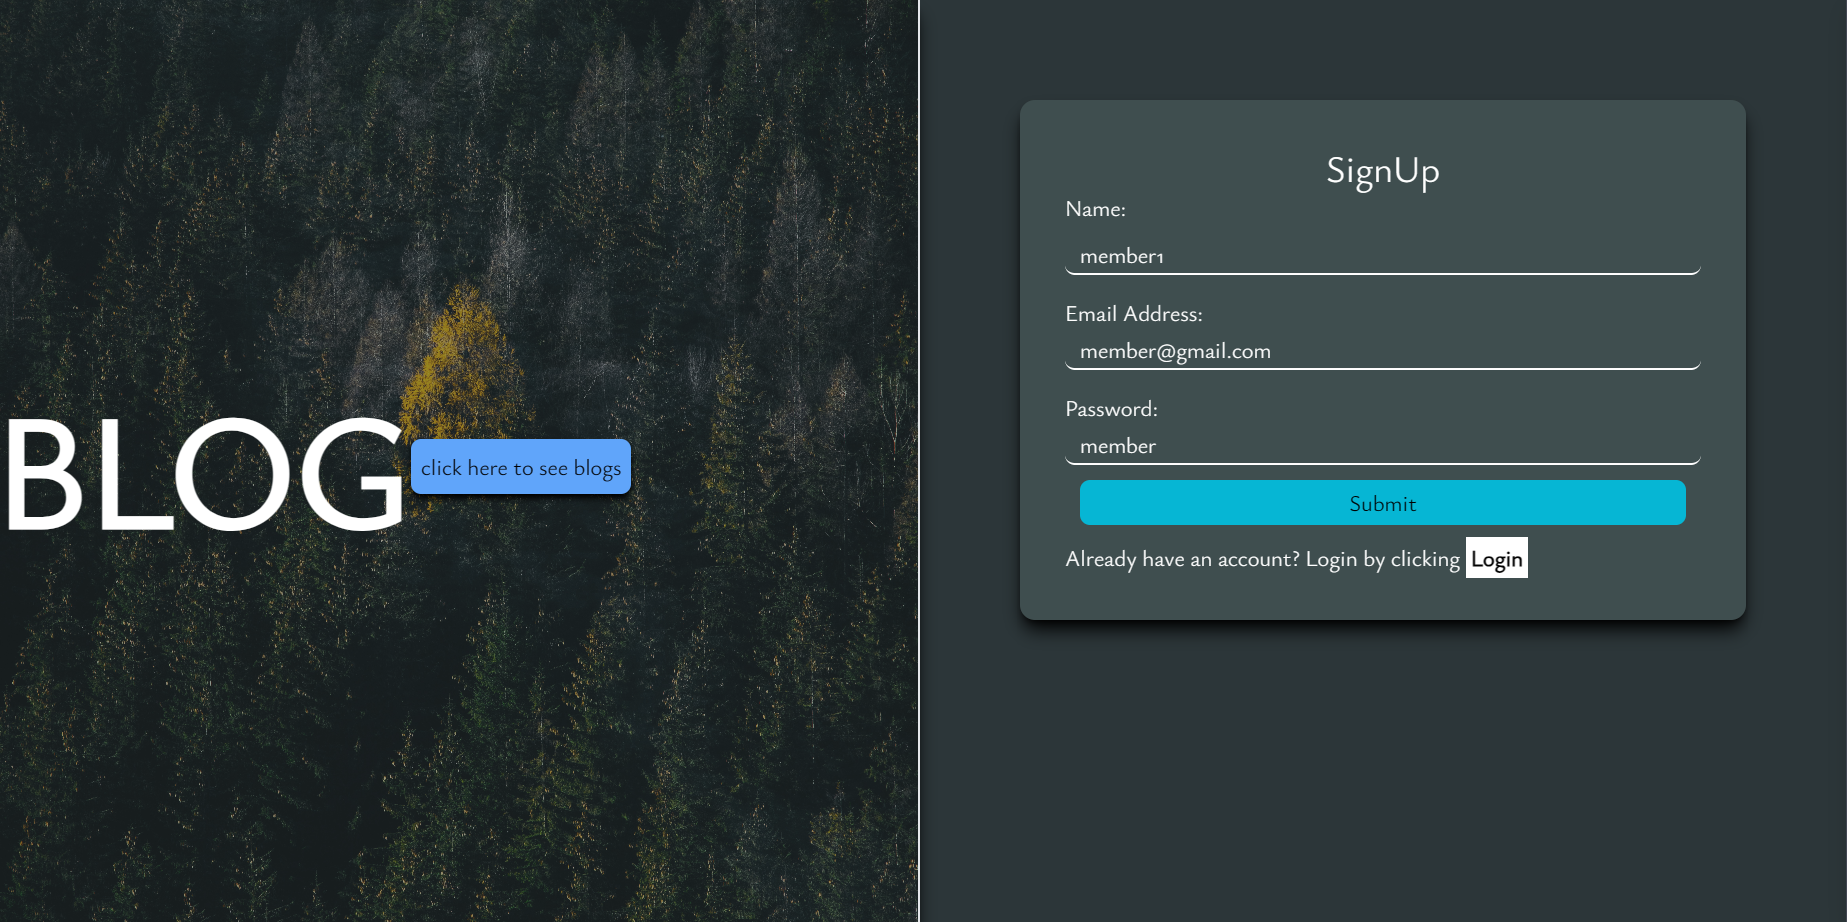 BLOG
click here to see blogs
SignUp
Name:
member1
Email Address:
member@gmail.com
Password:
member
Submit
Already have an account? Login by clicking Login